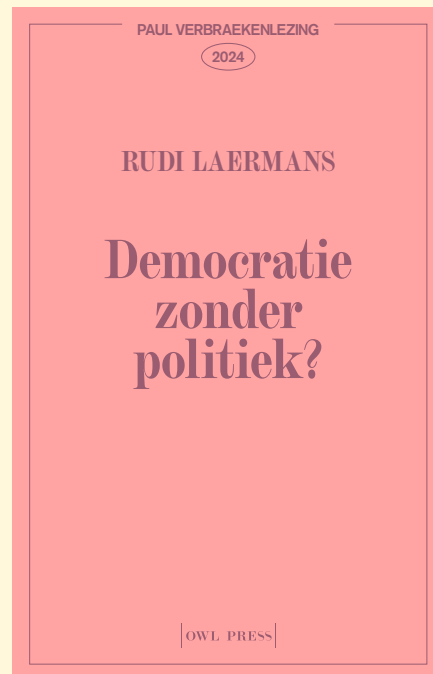 PAUL VERBRAEKENLEZING
2024
RUDI LAERMANS
Democratie
zonder
politiek?
OWL PRESS